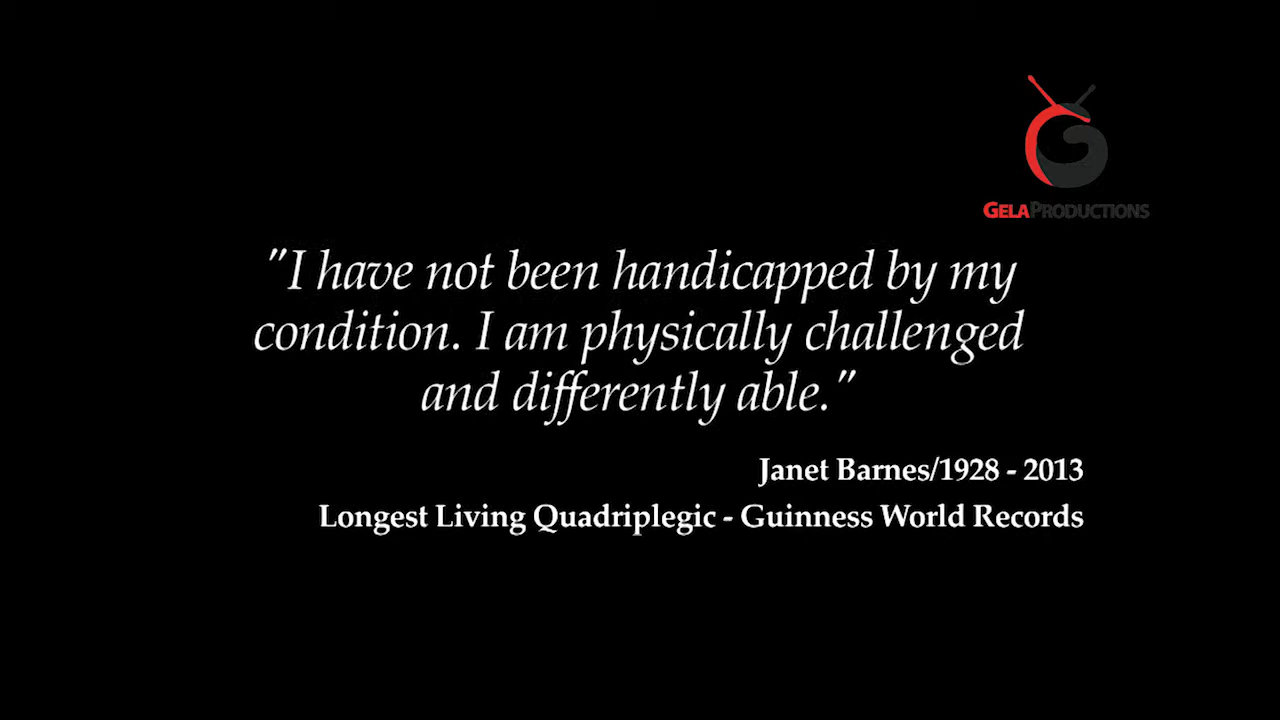 GELAPRODUCTIONS
"I have not been handicapped by my
condition. I am physically challenged
and differently able."
Janet Barnes/1928 - 2013
Longest Living Quadriplegic - Guinness World Records